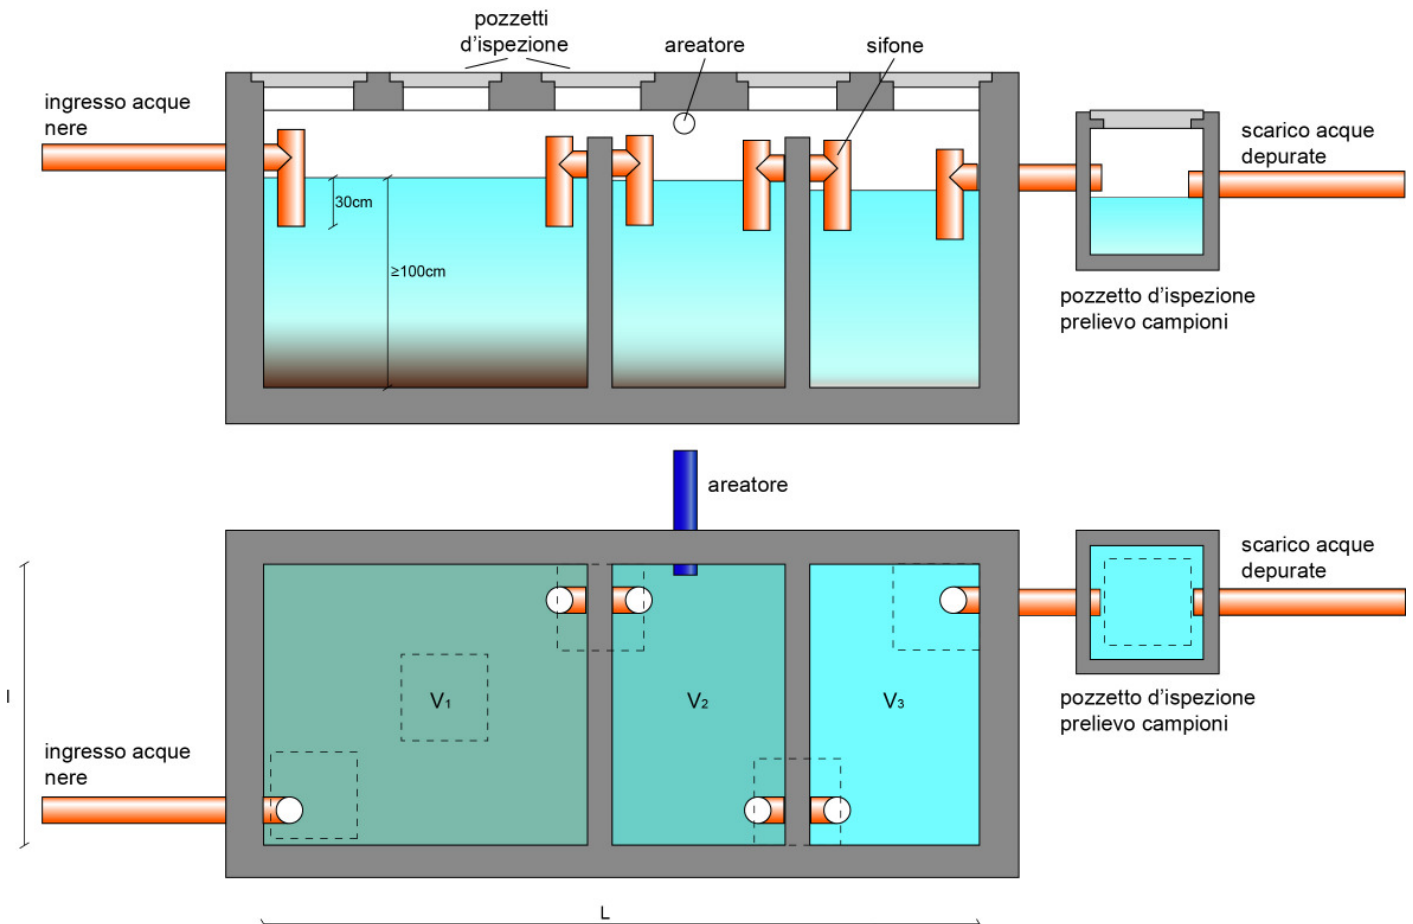 pozzetti
d'ispezione
areatore
sifone
ingresso acque
nere
scarico acque
depurate
30cm
≥100cm
pozzetto d'ispezione
prelievo campioni
areatore
scarico acque
depurate
l
V1
V2
V3
pozzetto d'ispezione
prelievo campioni
ingresso acque
nere
L